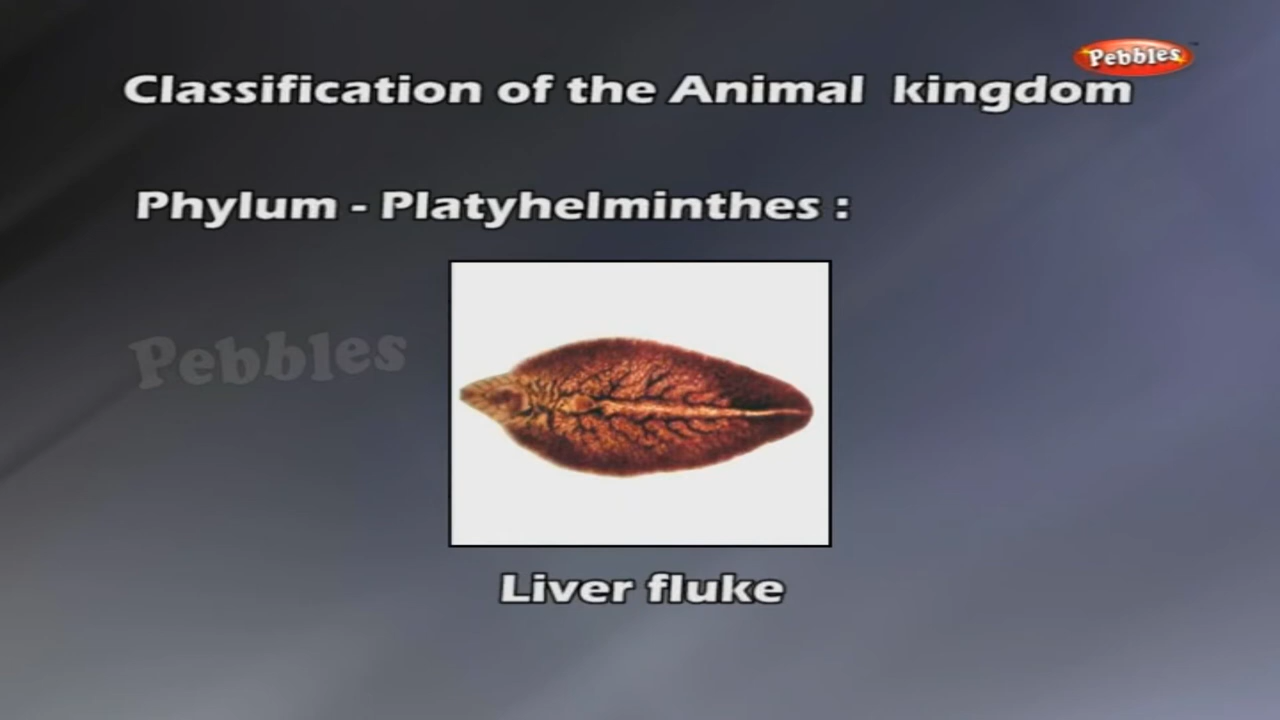 Pebbles
Classification of the Animal kingdom
Phylum - Platyhelminthes :
Pebbles
Liver fluke